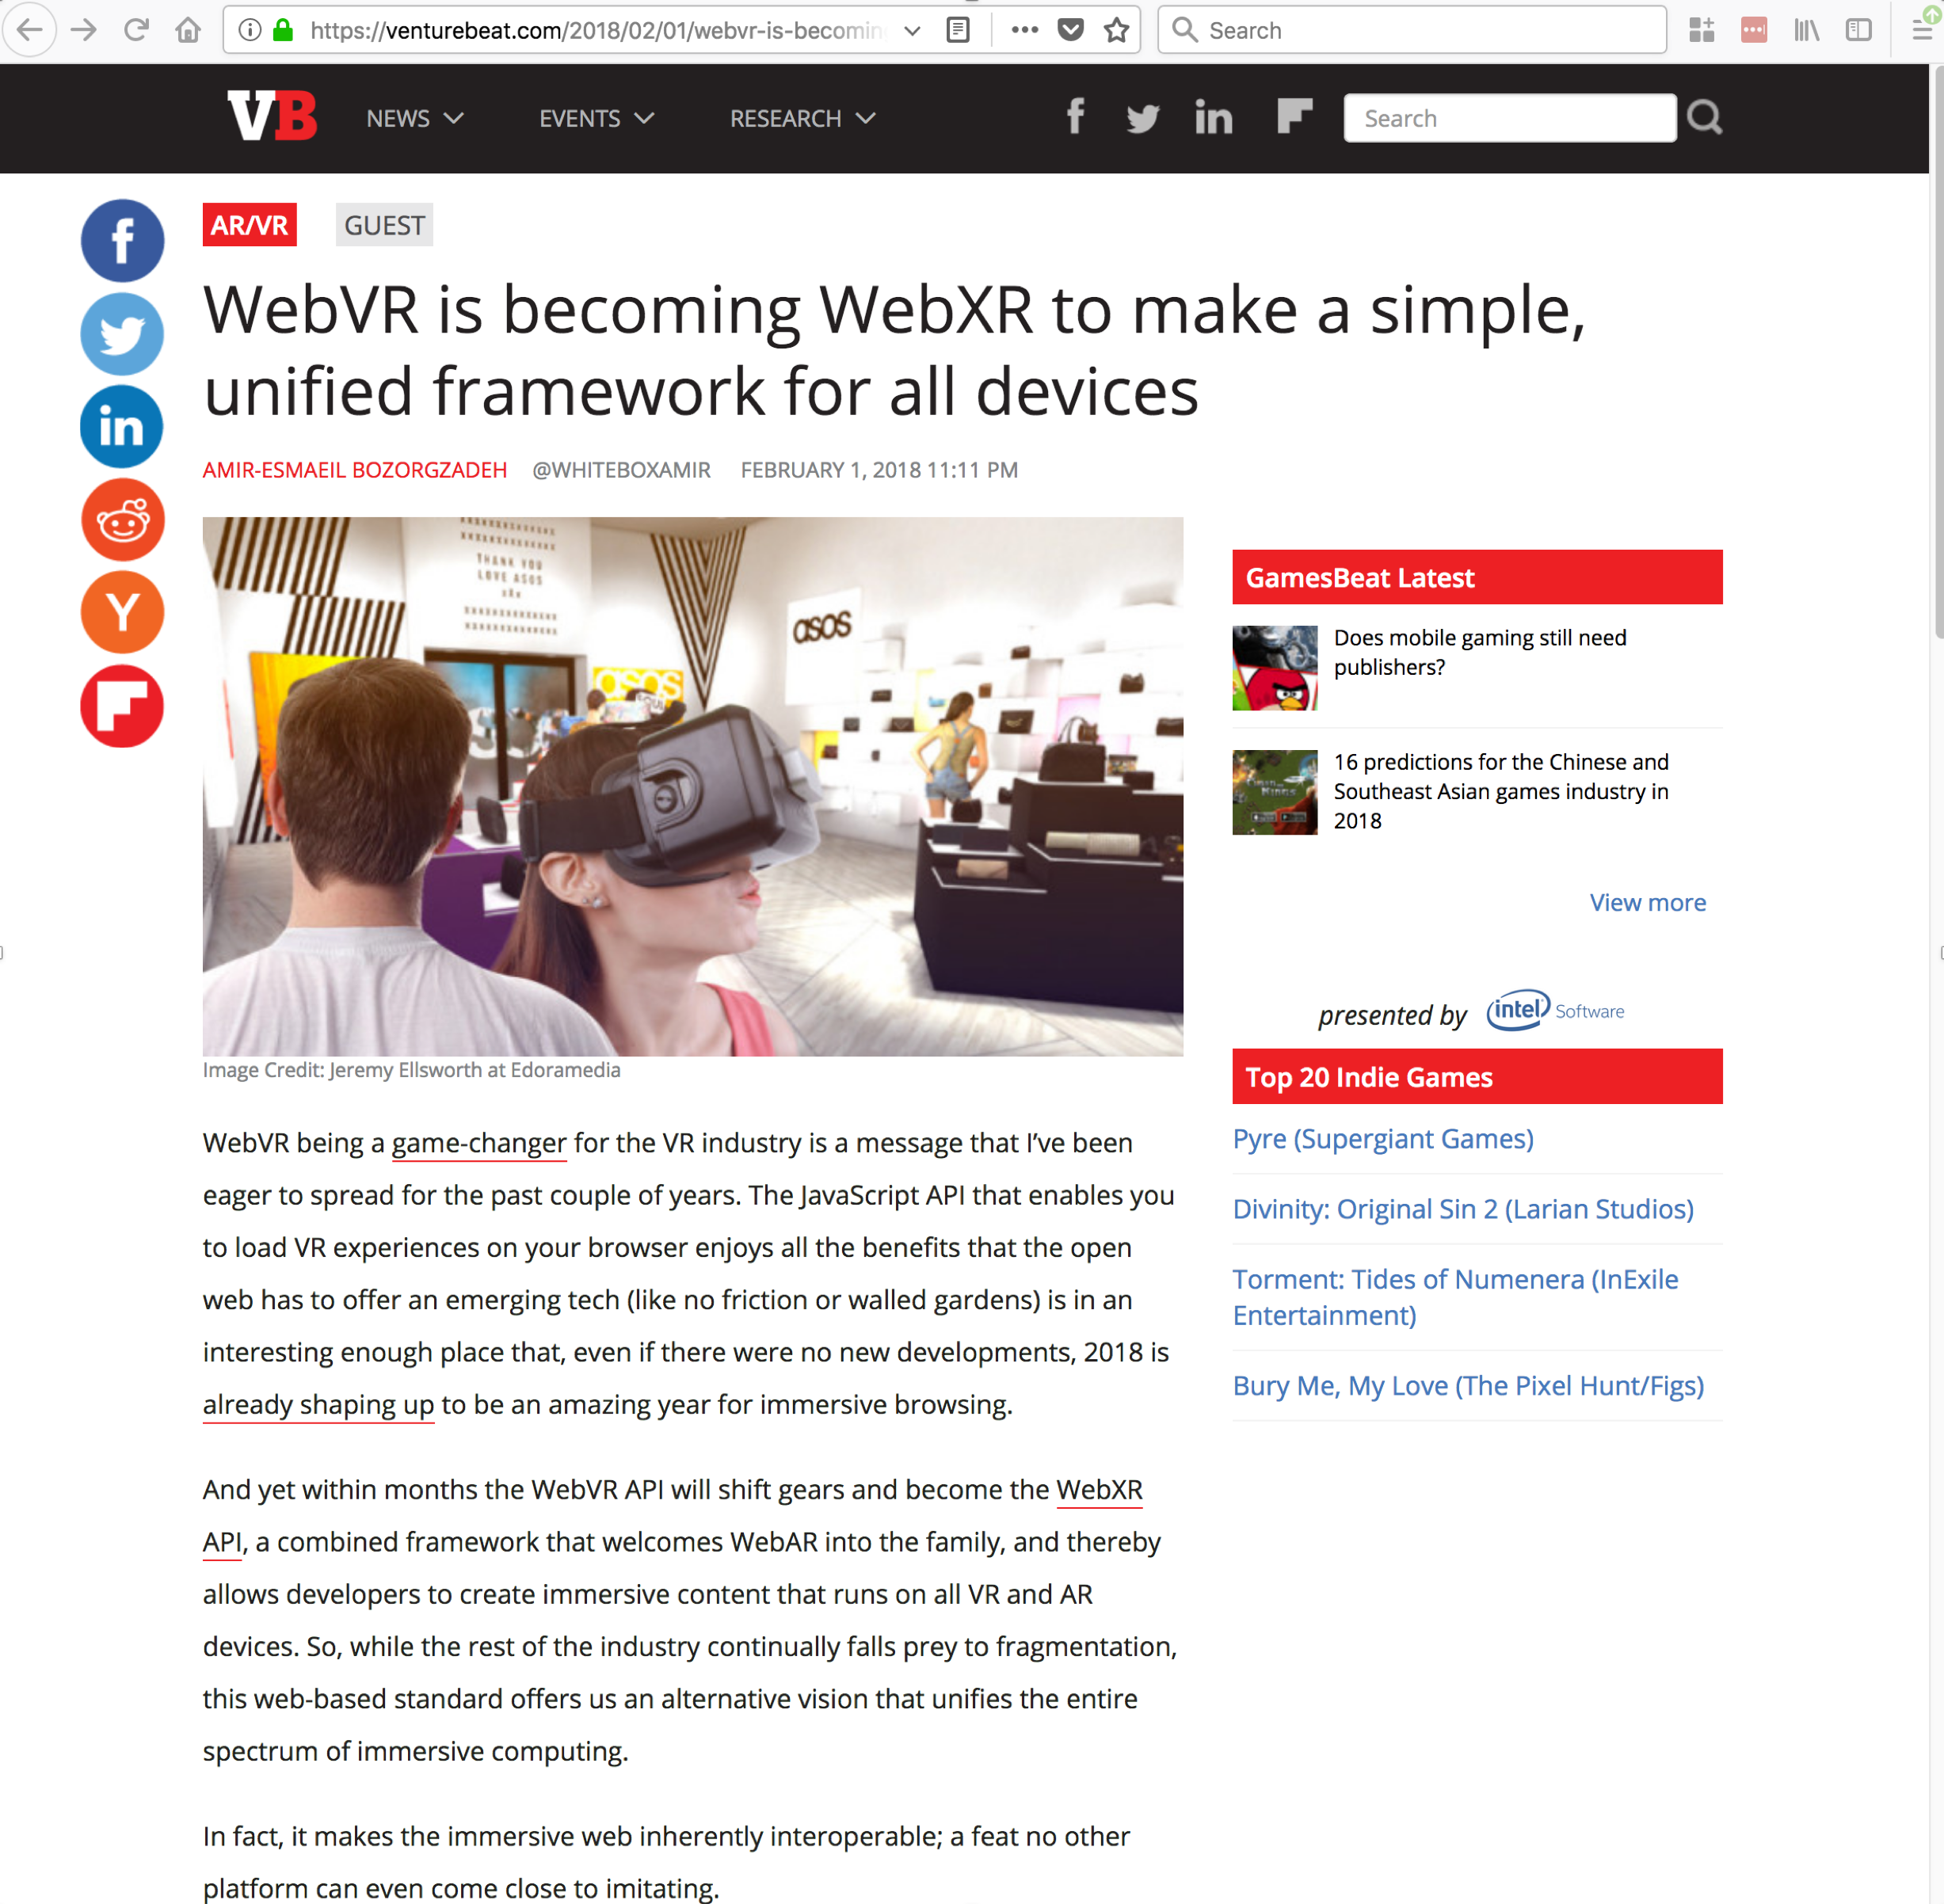 https://venturebeat.com/2018/02/01/webvr-is-becomin
Search
VB
NEWS
EVENTS
RESEARCH
Search
AR/VR
GUEST
WebVR is becoming WebXR to make a simple,
unified framework for all devices
AMIR-ESMAEIL BOZORGZADEH @WHITEBOXAMIR FEBRUARY 1, 2018 11:11 PM
THANK YOU
LOVE ASOS
asos
asos
Image Credit: Jeremy Ellsworth at Edoramedia
WebVR being a game-changer for the VR industry is a message that I’ve been
eager to spread for the past couple of years. The JavaScript API that enables you
to load VR experiences on your browser enjoys all the benefits that the open
web has to offer an emerging tech (like no friction or walled gardens) is in an
interesting enough place that, even if there were no new developments, 2018 is
already shaping up to be an amazing year for immersive browsing.
And yet within months the WebVR API will shift gears and become the WebXR
API, a combined framework that welcomes WebAR into the family, and thereby
allows developers to create immersive content that runs on all VR and AR
devices. So, while the rest of the industry continually falls prey to fragmentation,
this web-based standard offers us an alternative vision that unifies the entire
spectrum of immersive computing.
In fact, it makes the immersive web inherently interoperable; a feat no other
platform can even come close to imitating.
GamesBeat Latest
Does mobile gaming still need
publishers?
16 predictions for the Chinese and
Southeast Asian games industry in
2018
View more
presented by intel Software
Top 20 Indie Games
Pyre (Supergiant Games)
Divinity: Original Sin 2 (Larian Studios)
Torment: Tides of Numenera (InExile
Entertainment)
Bury Me, My Love (The Pixel Hunt/Figs)